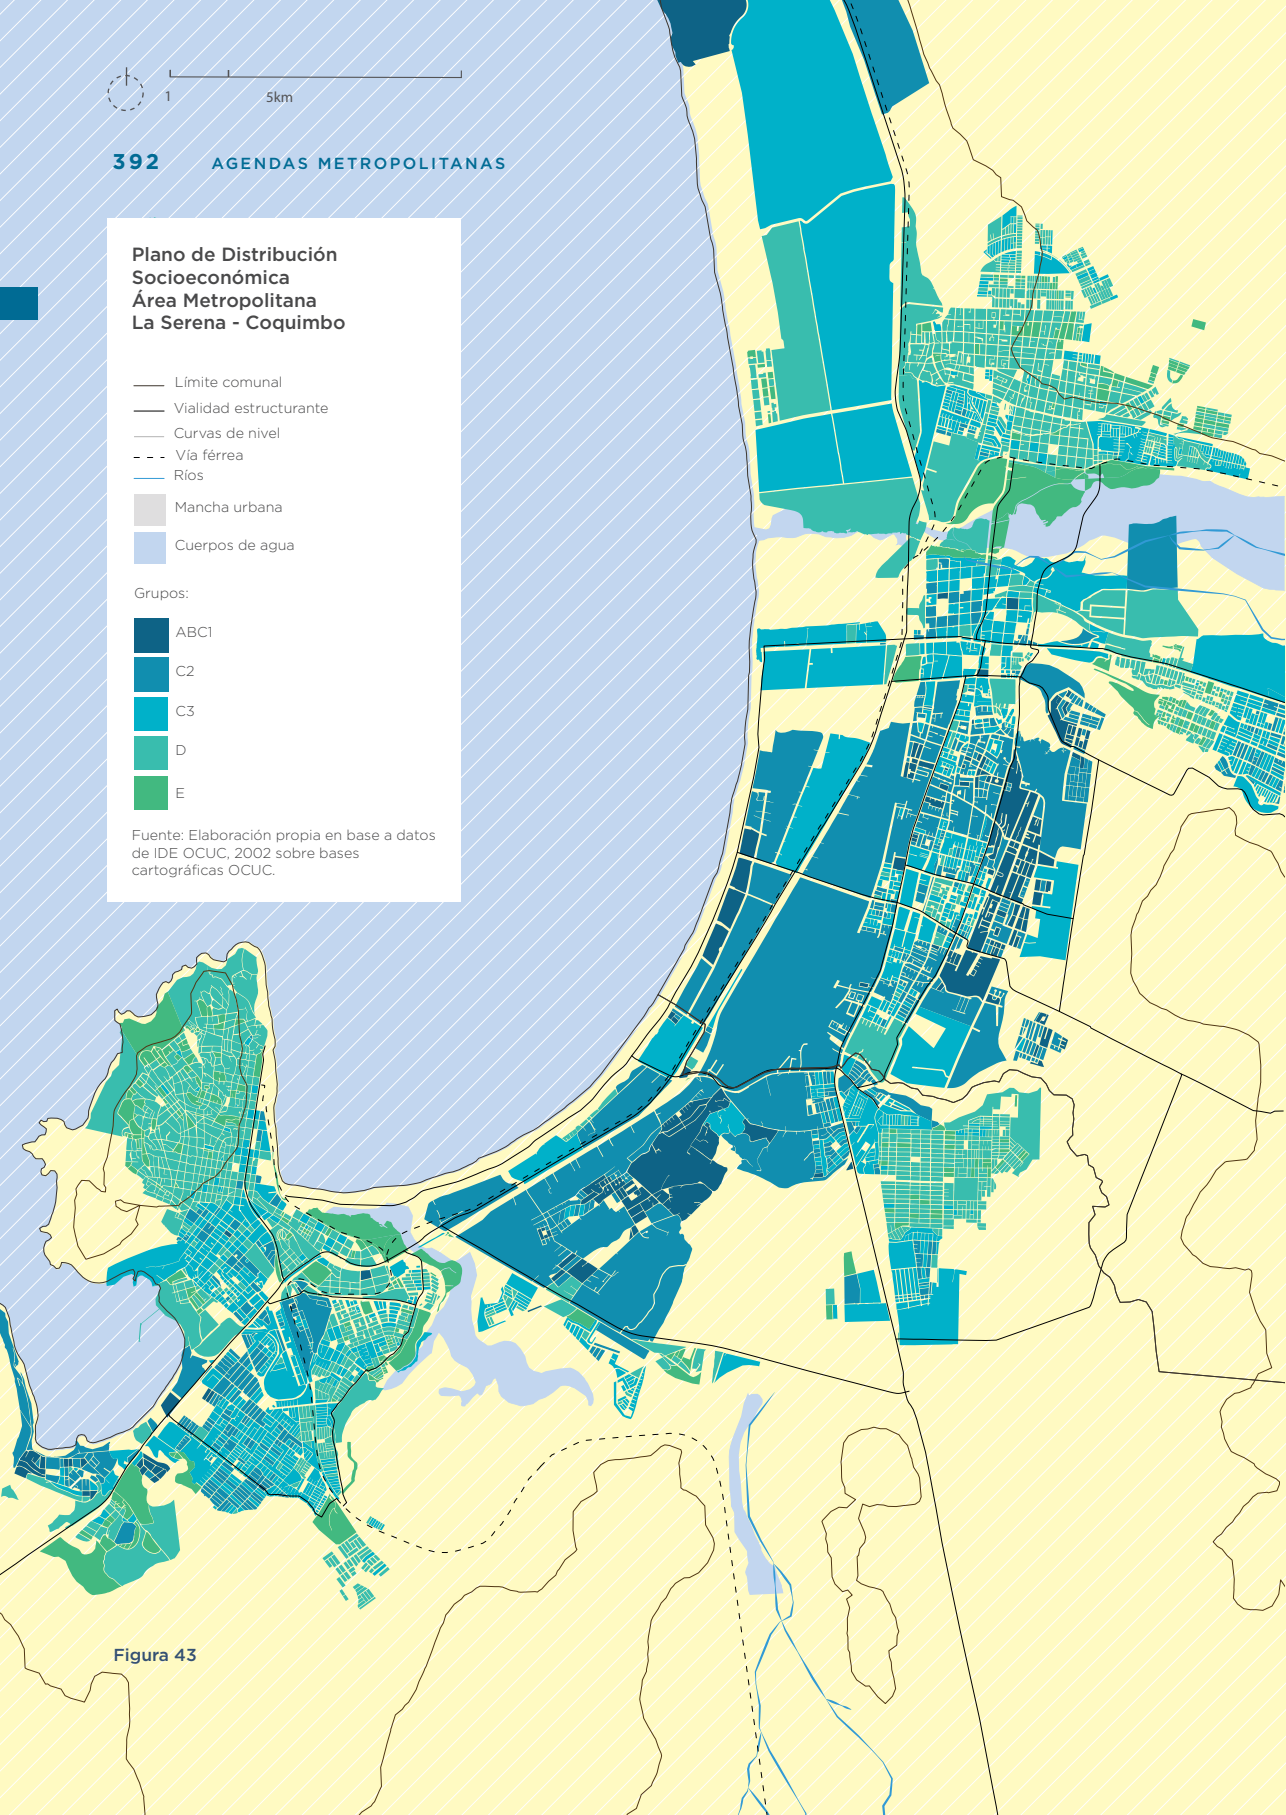 1 5km
392 AGENDAS METROPOLITANAS
Plano de Distribución
Socioeconómica
Área Metropolitana
La Serena - Coquimbo
Límite comunal
Vialidad estructurante
Curvas de nivel
Vía férrea
Ríos
Mancha urbana
Cuerpos de agua
Grupos:
ABC1
C2
C3
D
E
Fuente: Elaboración propia en base a datos
de IDE OCUC, 2002 sobre bases
cartográficas OCUC.
Figura 43